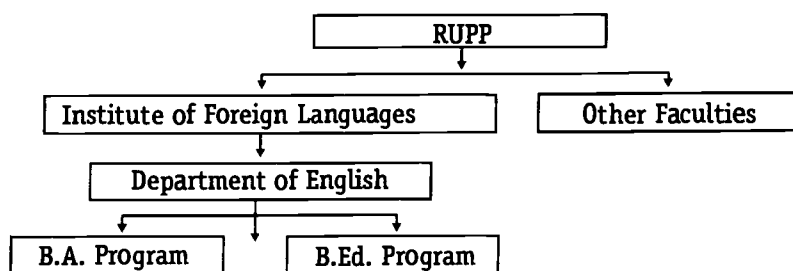 RUPP
Institute of Foreign Languages Other Faculties
Department of English
B.A. Program B.Ed. Program